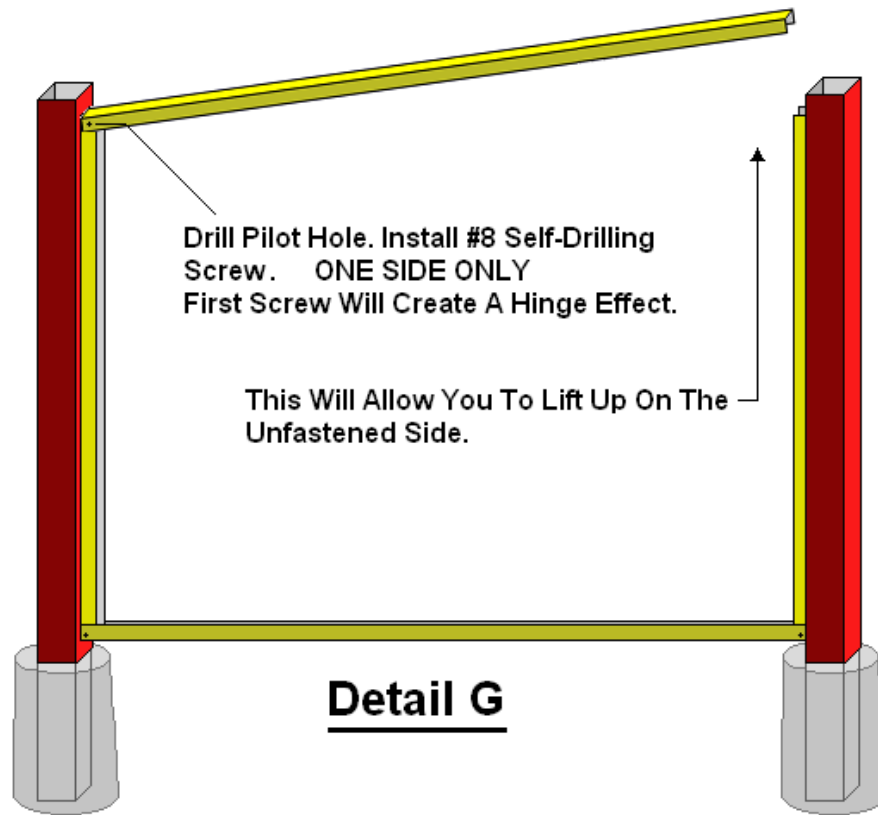 Drill Pilot Hole. Install #8 Self-Drilling
Screw. ONE SIDE ONLY
First Screw Will Create A Hinge Effect.
This Will Allow You To Lift Up On The
Unfastened Side.
Detail G